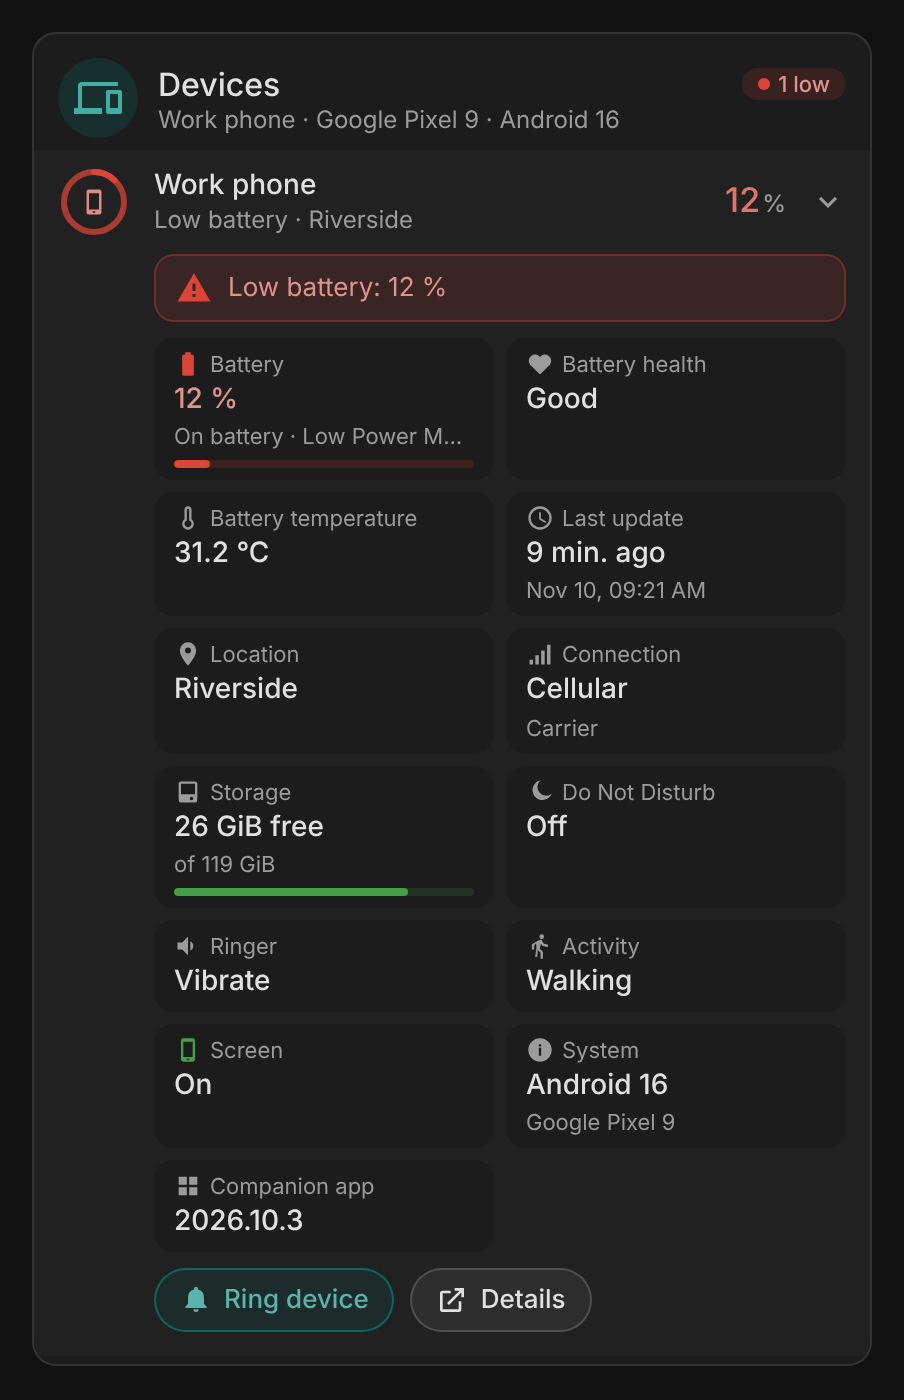 Devices
1 low
Work phone · Google Pixel 9 · Android 16
Work phone
Low battery · Riverside
12 %
Low battery: 12 %
Battery
12 %
On battery · Low Power M...
Battery health
Good
Battery temperature
31.2 °C
Last update
9 min. ago
Nov 10, 09:21 AM
Location
Riverside
Connection
Cellular
Carrier
Storage
26 GiB free
of 119 GiB
Do Not Disturb
Off
Ringer
Vibrate
Activity
Walking
Screen
On
System
Android 16
Google Pixel 9
Companion app
2026.10.3
Ring device
Details